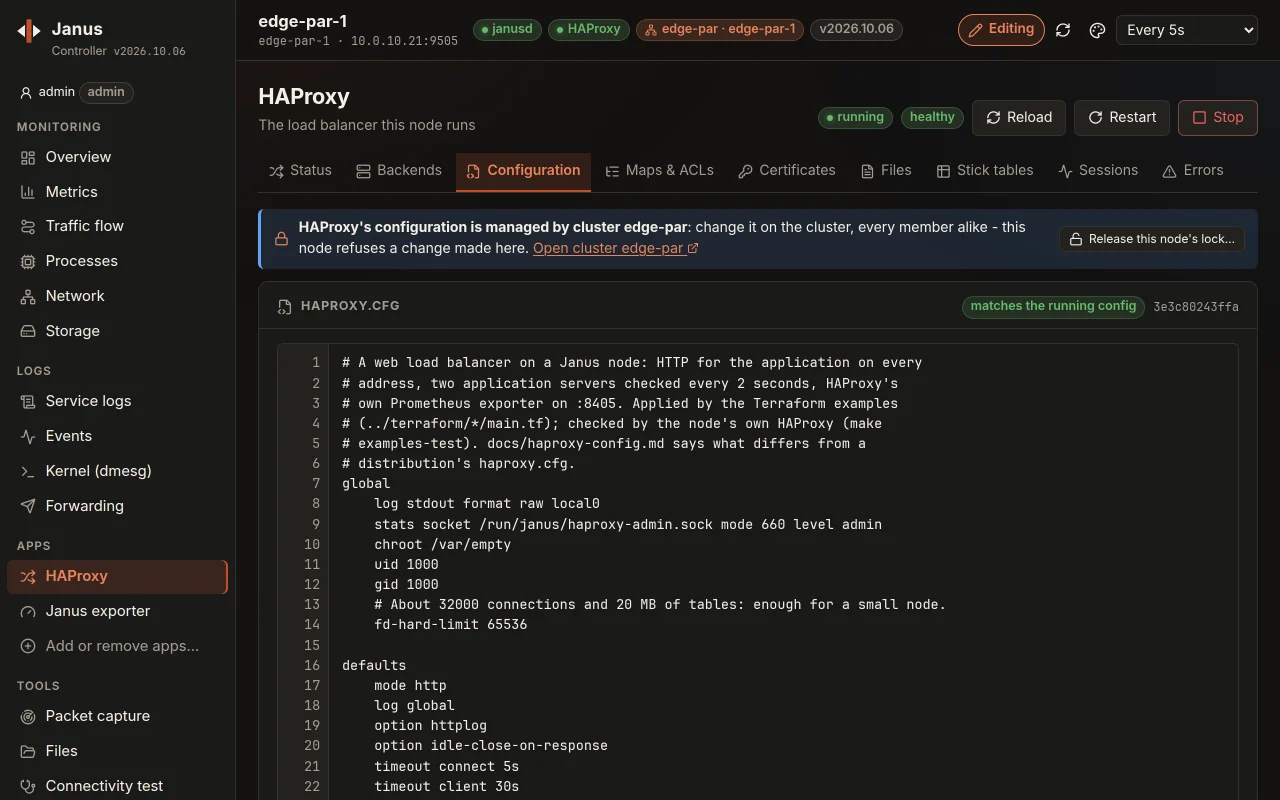 Janus
Controller v2026.10.06
admin admin
MONITORING
Overview
Metrics
Traffic flow
Processes
Network
Storage
LOGS
Service logs
Events
Kernel (dmesg)
Forwarding
APPS
HAProxy
Janus exporter
Add or remove apps...
TOOLS
Packet capture
Files
Connectivity test
edge-par-1
edge-par-1 · 10.0.10.21:9505
janusd
HAProxy
edge-par · edge-par-1
v2026.10.06
Editing
Every 5s
HAProxy
The load balancer this node runs
running
healthy
Reload
Restart
Stop
Status
Backends
Configuration
Maps & ACLs
Certificates
Files
Stick tables
Sessions
Errors
HAProxy's configuration is managed by cluster edge-par: change it on the cluster, every member alike - this
node refuses a change made here. Open cluster edge-par
Release this node's lock...
HAPROXY.CFG
matches the running config
3e3c80243ffa
1 # A web load balancer on a Janus node: HTTP for the application on every
2 # address, two application servers checked every 2 seconds, HAProxy's
3 # own Prometheus exporter on :8405. Applied by the Terraform examples
4 # (../terraform/*/main.tf); checked by the node's own HAProxy (make
5 # examples-test). docs/haproxy-config.md says what differs from a
6 # distribution's haproxy.cfg.
7 global
8     log stdout format raw local0
9     stats socket /run/janus/haproxy-admin.sock mode 660 level admin
10     chroot /var/empty
11     uid 1000
12     gid 1000
13     # About 32000 connections and 20 MB of tables: enough for a small node.
14     fd-hard-limit 65536
15
16 defaults
17     mode http
18     log global
19     option httplog
20     option idle-close-on-response
21     timeout connect 5s
22     timeout client 30s